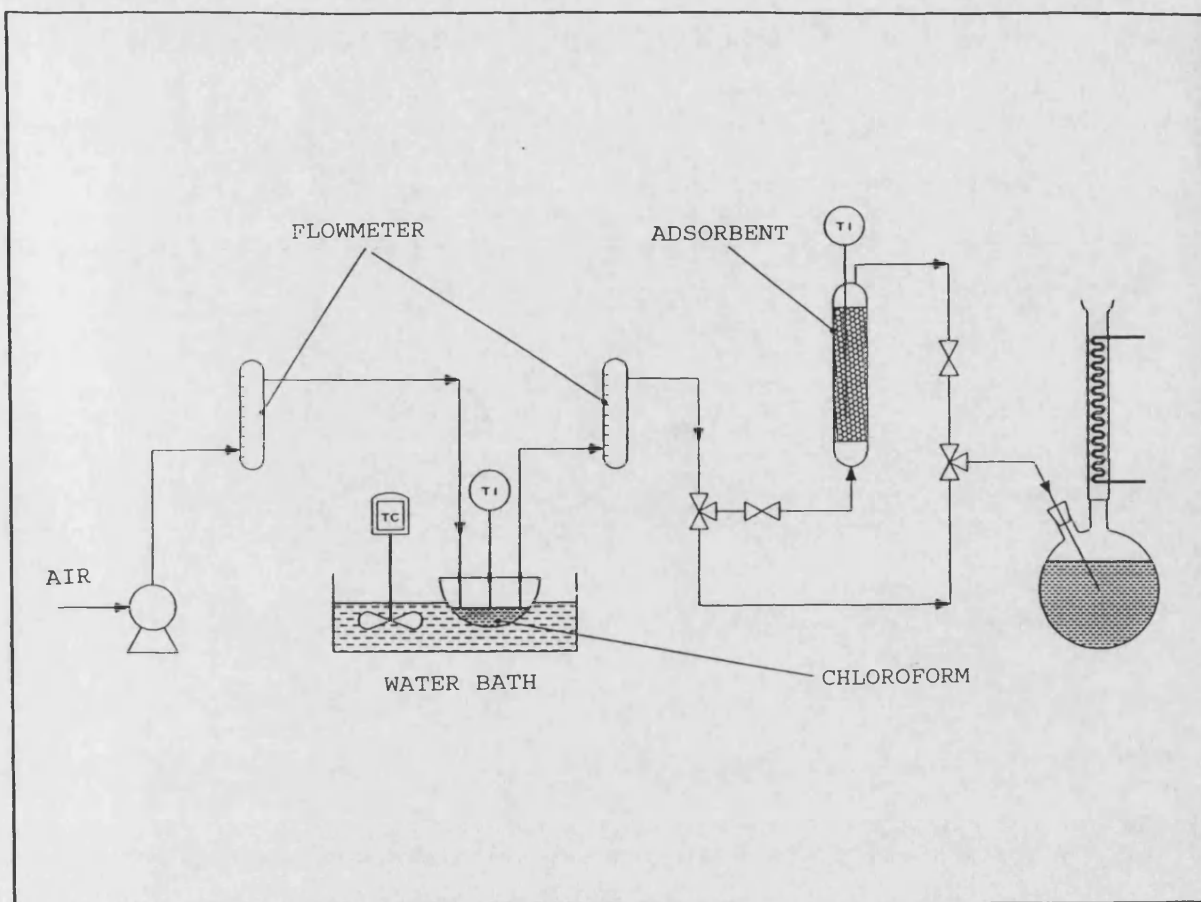 FLOWMETER
ADSORBENT
TI
TI
TC
AIR
WATER BATH
CHLOROFORM